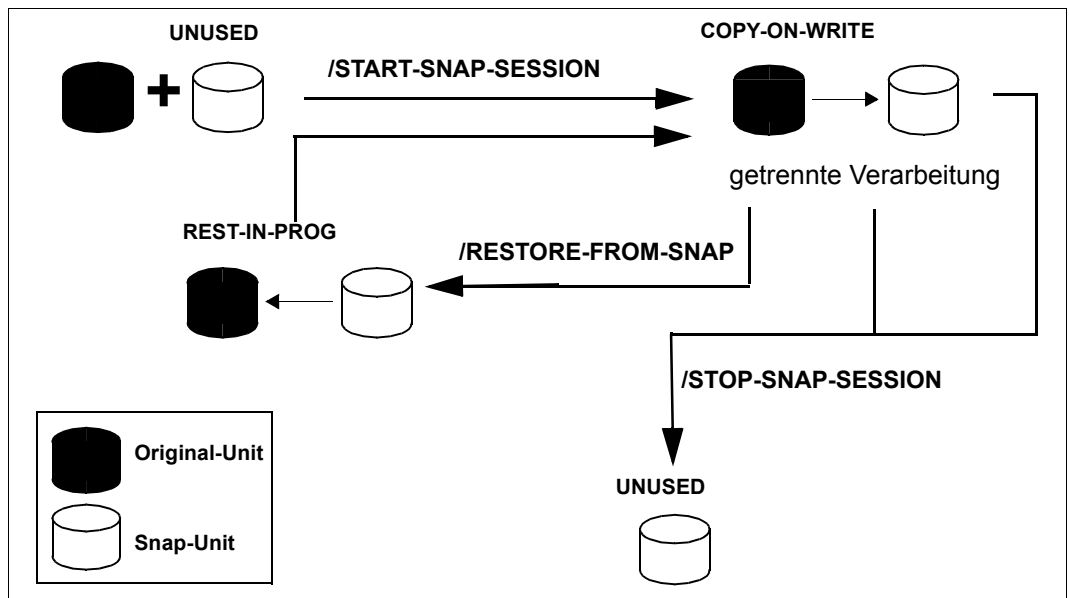 UNUSED
COPY-ON-WRITE
/START-SNAP-SESSION
getrennte Verarbeitung
REST-IN-PROG
/RESTORE-FROM-SNAP
/STOP-SNAP-SESSION
Original-Unit
UNUSED
Snap-Unit